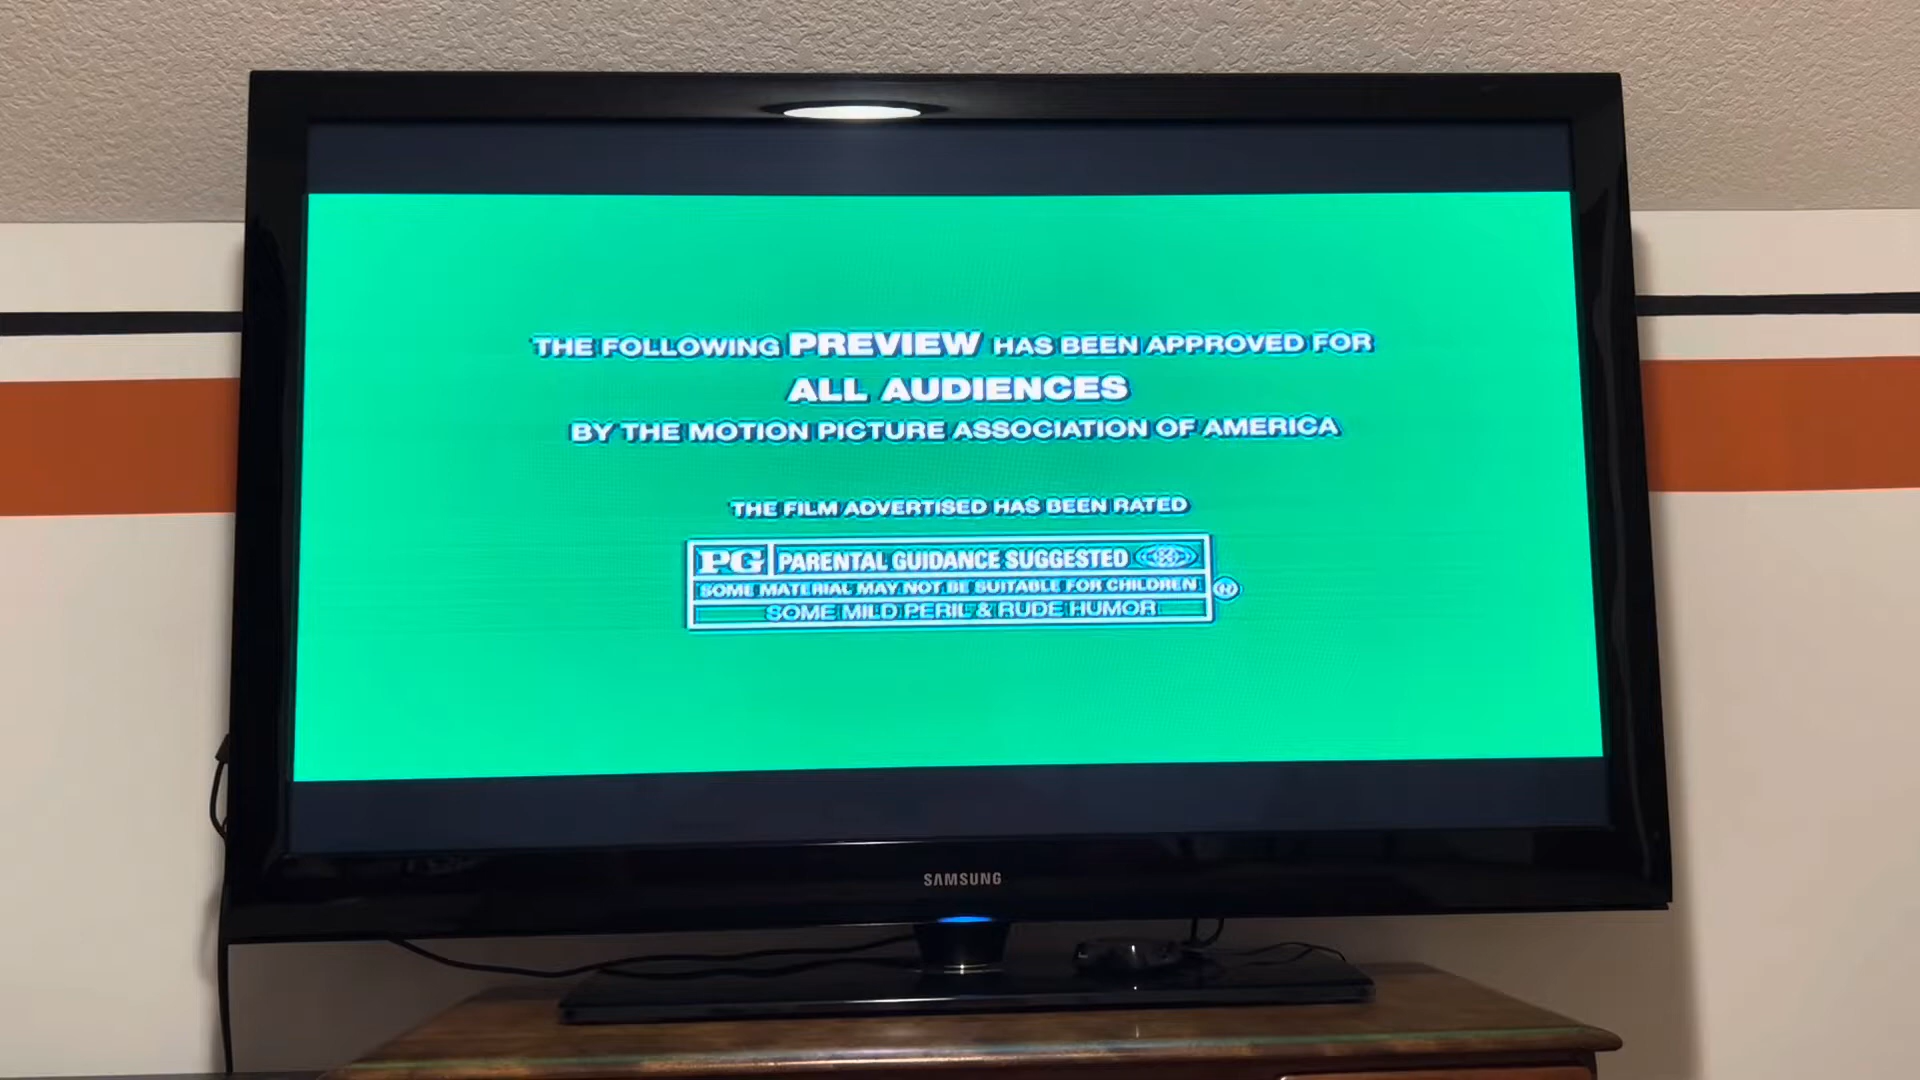 THE FOLLOWING PREVIEW HAS BEEN APPROVED FOR
ALL AUDIENCES
BY THE MOTION PICTURE ASSOCIATION OF AMERICA
THE FILM ADVERTISED HAS BEEN RATED
PG PARENTAL GUIDANCE SUGGESTED
SOME MATERIAL MAY NOT BE SUITABLE FOR CHILDREN ®
SOME MILD PERIL & RUDE HUMOR
SAMSUNG